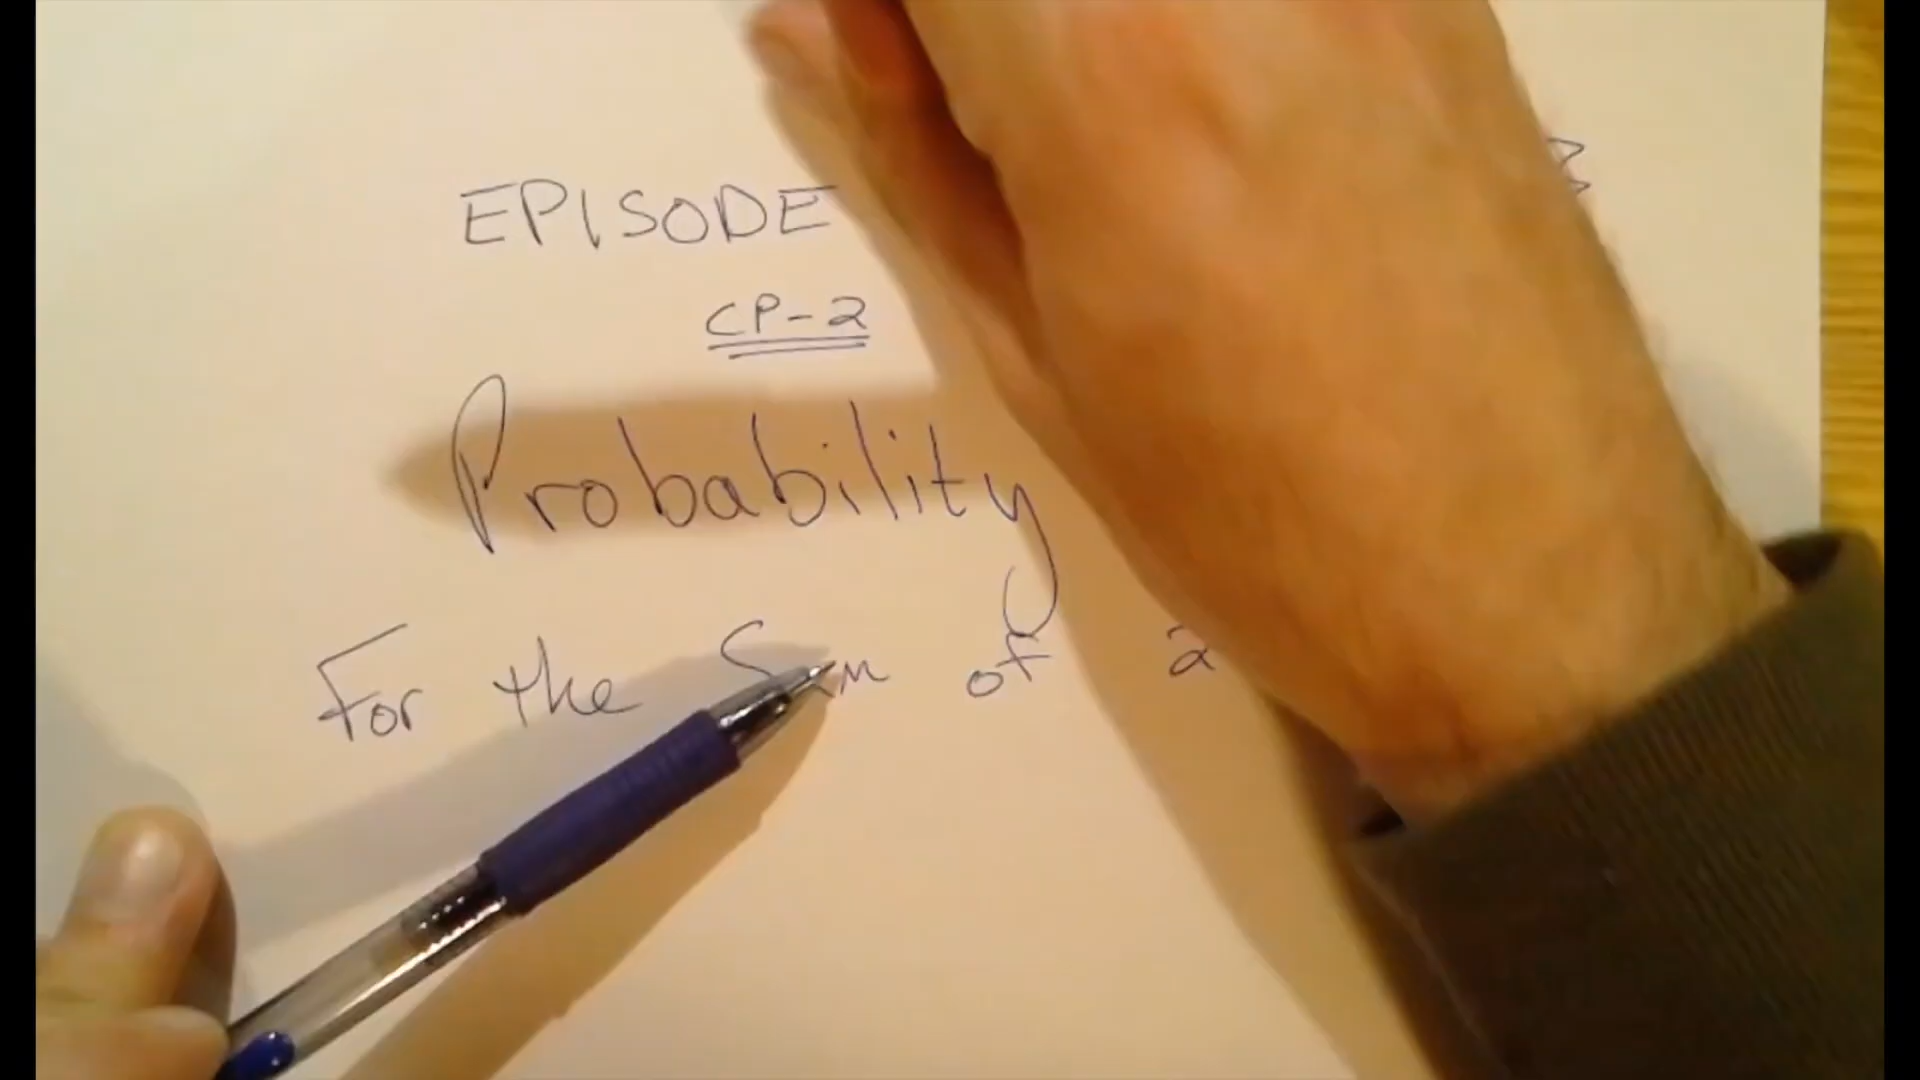 EPISODE
CP-2
Probability
For the Sum of 2